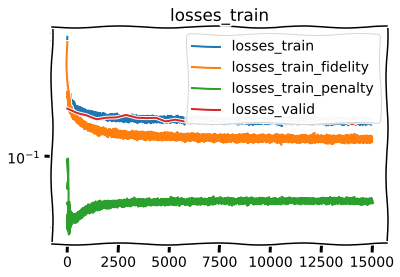 losses_train
losses_train
losses_train_fidelity
losses_train_penalty
losses_valid
10⁻¹
0 2500 5000 7500 10000 12500 15000